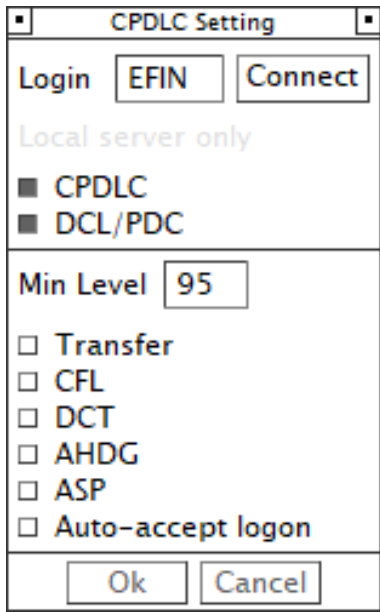 CPDLC Setting
Login EFIN Connect
Local server only
CPDLC
DCL/PDC
Min Level 95
Transfer
CFL
DCT
AHDG
ASP
Auto-accept logon
Ok Cancel